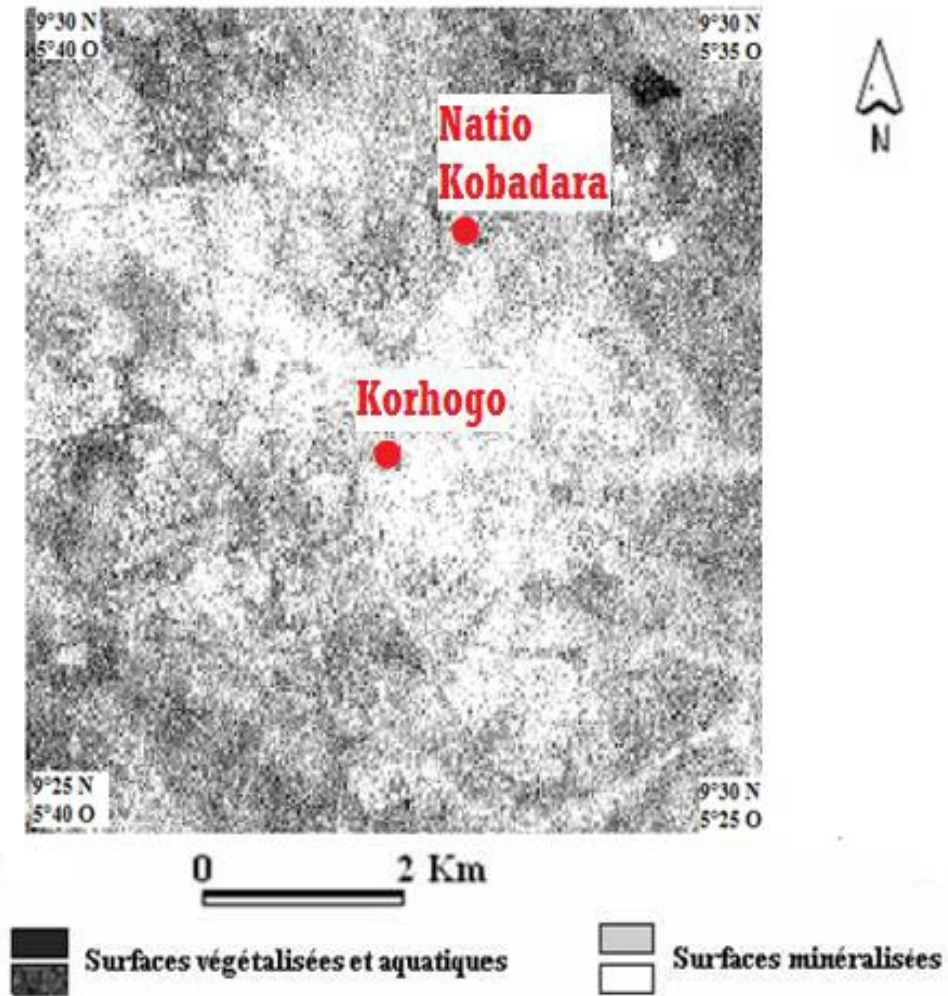 9°30 N
5°40 O
9°30 N
5°35 O
N
Natio
Kobadara
Korhogo
9°25 N
5°40 O
9°30 N
5°25 O
0 2 Km
Surfaces végétalisées et aquatiques
Surfaces minéralisées